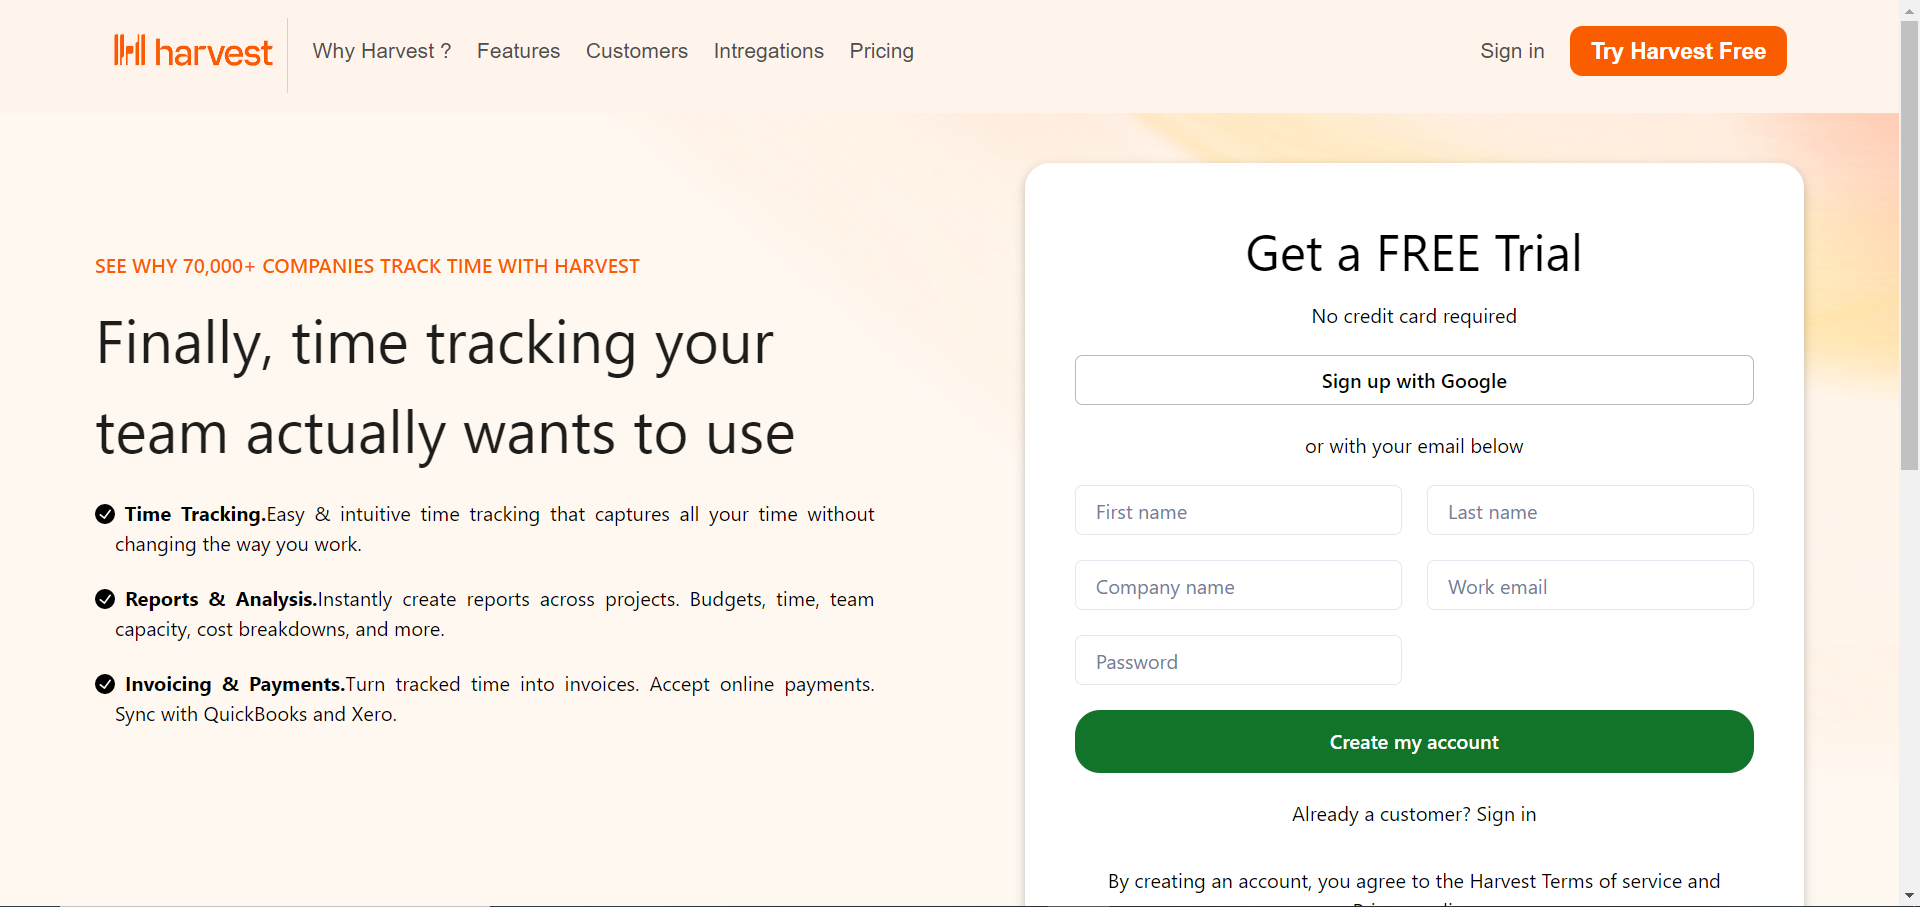 harvest
Why Harvest ?
Features
Customers
Intregations
Pricing
Sign in
Try Harvest Free
SEE WHY 70,000+ COMPANIES TRACK TIME WITH HARVEST
Finally, time tracking your
team actually wants to use
Time Tracking.Easy & intuitive time tracking that captures all your time without
changing the way you work.
Reports & Analysis.Instantly create reports across projects. Budgets, time, team
capacity, cost breakdowns, and more.
Invoicing & Payments.Turn tracked time into invoices. Accept online payments.
Sync with QuickBooks and Xero.
Get a FREE Trial
No credit card required
Sign up with Google
or with your email below
First name
Last name
Company name
Work email
Password
Create my account
Already a customer? Sign in
By creating an account, you agree to the Harvest Terms of service and